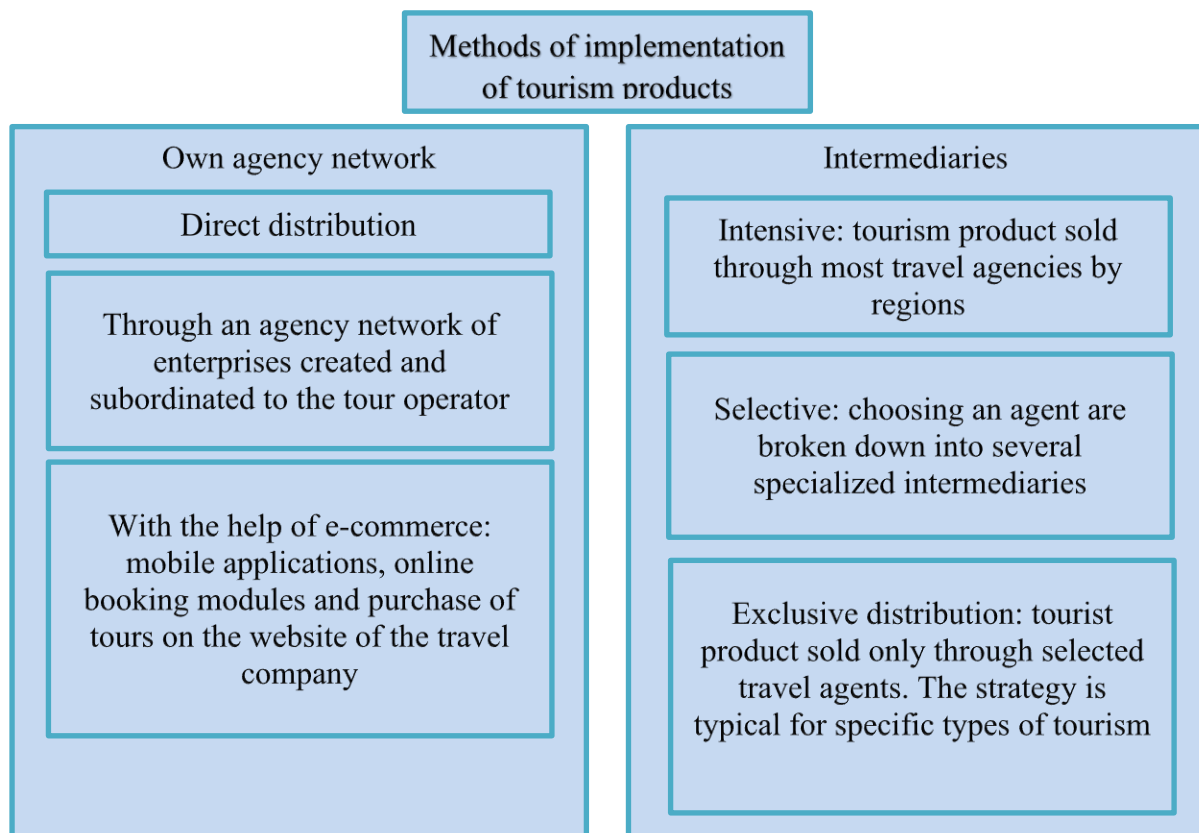 Methods of implementation
of tourism products
Own agency network
Direct distribution
Through an agency network of
enterprises created and
subordinated to the tour operator
With the help of e-commerce:
mobile applications, online
booking modules and purchase of
tours on the website of the travel
company
Intermediaries
Intensive: tourism product sold
through most travel agencies by
regions
Selective: choosing an agent are
broken down into several
specialized intermediaries
Exclusive distribution: tourist
product sold only through selected
travel agents. The strategy is
typical for specific types of tourism